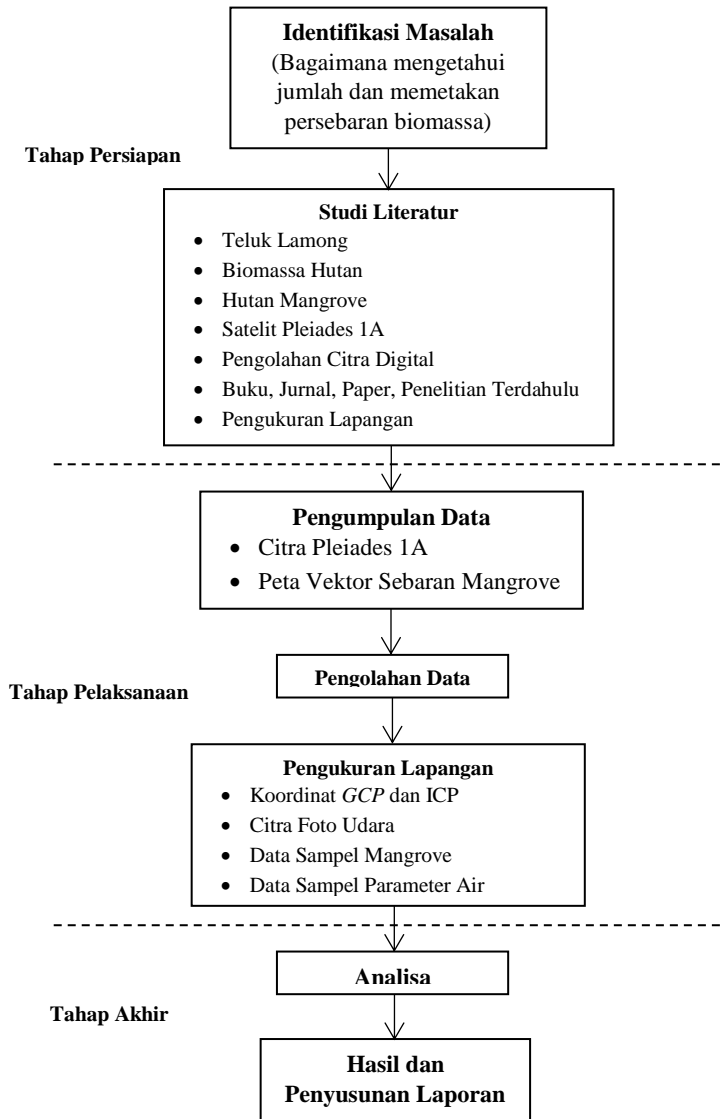 Identifikasi Masalah
(Bagaimana mengetahui
jumlah dan memetakan
persebaran biomassa)
Tahap Persiapan
Studi Literatur
• Teluk Lamong
• Biomassa Hutan
• Hutan Mangrove
• Satelit Pleiades 1A
• Pengolahan Citra Digital
• Buku, Jurnal, Paper, Penelitian Terdahulu
• Pengukuran Lapangan
Pengumpulan Data
• Citra Pleiades 1A
• Peta Vektor Sebaran Mangrove
Pengolahan Data
Tahap Pelaksanaan
Pengukuran Lapangan
• Koordinat GCP dan ICP
• Citra Foto Udara
• Data Sampel Mangrove
• Data Sampel Parameter Air
Analisa
Tahap Akhir
Hasil dan
Penyusunan Laporan